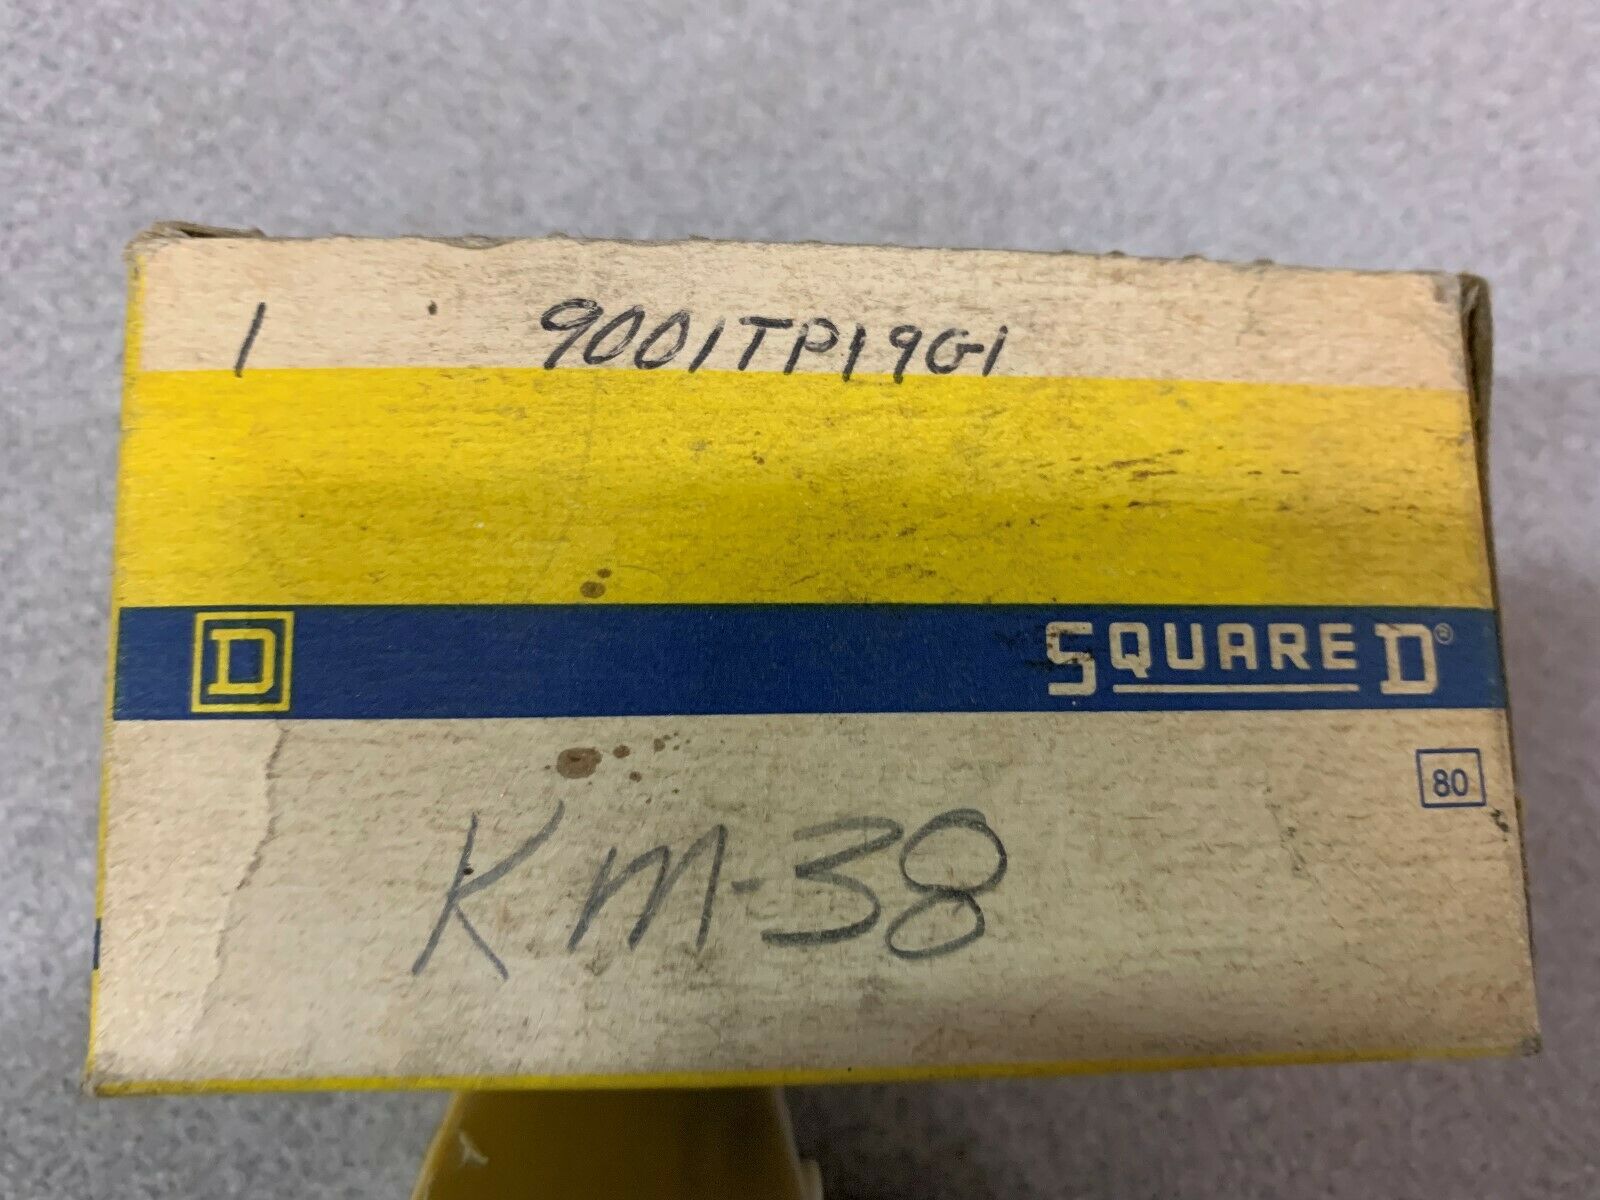 1 9001TP19G1
D SQUARE D®
80
KM-38